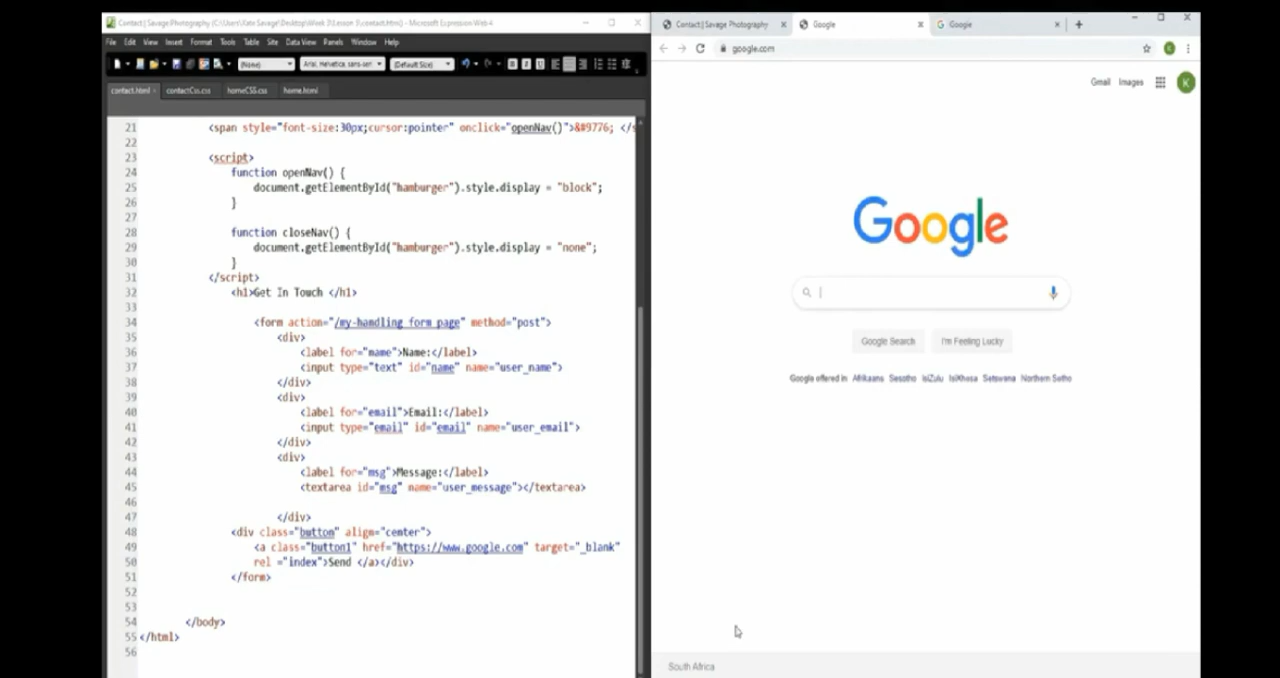 Contact | Savage Photography (C:\Users\Kate Savage\Desktop\Week 3\Lesson 3\contact.html) - Microsoft Expression Web 4
File Edit View Insert Format Tools Table Site Data View Panels Window Help
(None) Arial, Helvetica, sans-seri (Default Size)
contact.html contactCss.css homeCSS.css home.html
21 <span style="font-size:30px;cursor:pointer" onclick="openNav()">&#9776; </s
22
23 <script>
24 function openNav() {
25 document.getElementById("hamburger").style.display = "block";
26 }
27
28 function closeNav() {
29 document.getElementById("hamburger").style.display = "none";
30 }
31 </script>
32 <h1>Get In Touch </h1>
33
34 <form action="/my-handling form page" method="post">
35 <div>
36 <label for="name">Name:</label>
37 <input type="text" id="name" name="user_name">
38 </div>
39 <div>
40 <label for="email">Email:</label>
41 <input type="email" id="email" name="user_email">
42 </div>
43 <div>
44 <label for="msg">Message:</label>
45 <textarea id="msg" name="user_message"></textarea>
46
47 </div>
48 <div class="button" align="center">
49 <a class="button1" href="https://www.google.com" target="_blank"
50 rel ="index">Send </a></div>
51 </form>
52
53
54 </body>
55 </html>
56
Contact | Savage Photography Google Google
google.com K
Gmail Images K
Google
Google Search I'm Feeling Lucky
Google offered in: Afrikaans Sesotho isiZulu IsiXhosa Setswana Northern Sotho
South Africa